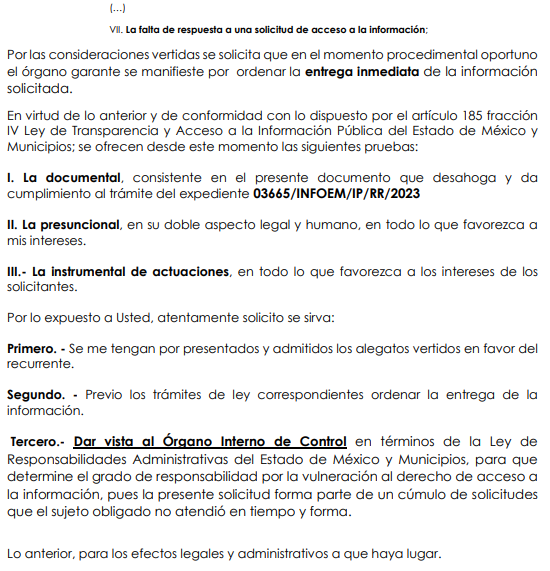 (...)
VII. La falta de respuesta a una solicitud de acceso a la información;
Por las consideraciones vertidas se solicita que en el momento procedimental oportuno
el órgano garante se manifieste por ordenar la entrega inmediata de la información
solicitada.
En virtud de lo anterior y de conformidad con lo dispuesto por el artículo 185 fracción
IV Ley de Transparencia y Acceso a la Información Pública del Estado de México y
Municipios; se ofrecen desde este momento las siguientes pruebas:
I. La documental, consistente en el presente documento que desahoga y da
cumplimiento al trámite del expediente 03665/INFOEM/IP/RR/2023
II. La presuncional, en su doble aspecto legal y humano, en todo lo que favorezca a
mis intereses.
III.- La instrumental de actuaciones, en todo lo que favorezca a los intereses de los
solicitantes.
Por lo expuesto a Usted, atentamente solicito se sirva:
Primero. - Se me tengan por presentados y admitidos los alegatos vertidos en favor del
recurrente.
Segundo. - Previo los trámites de ley correspondientes ordenar la entrega de la
información.
Tercero.- Dar vista al Órgano Interno de Control en términos de la Ley de
Responsabilidades Administrativas del Estado de México y Municipios, para que
determine el grado de responsabilidad por la vulneración al derecho de acceso a
la información, pues la presente solicitud forma parte de un cúmulo de solicitudes
que el sujeto obligado no atendió en tiempo y forma.
Lo anterior, para los efectos legales y administrativos a que haya lugar.